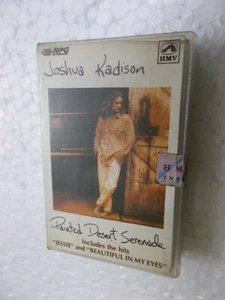 RPG
HMV
Joshua Kadison
Painted Desert Serenade
Includes the hits
"JESSIE" and "BEAUTIFUL IN MY EYES"